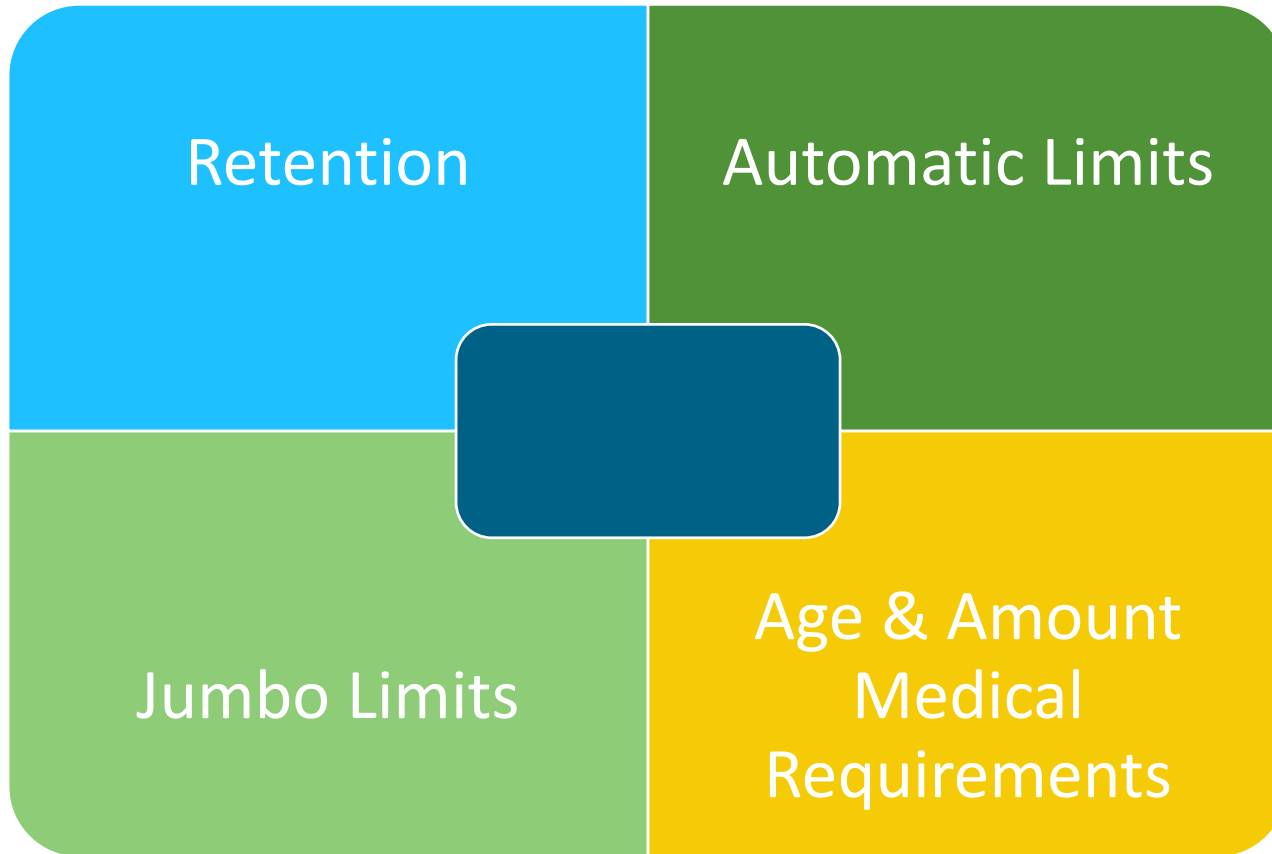 Retention
Automatic Limits
Jumbo Limits
Age & Amount
Medical
Requirements